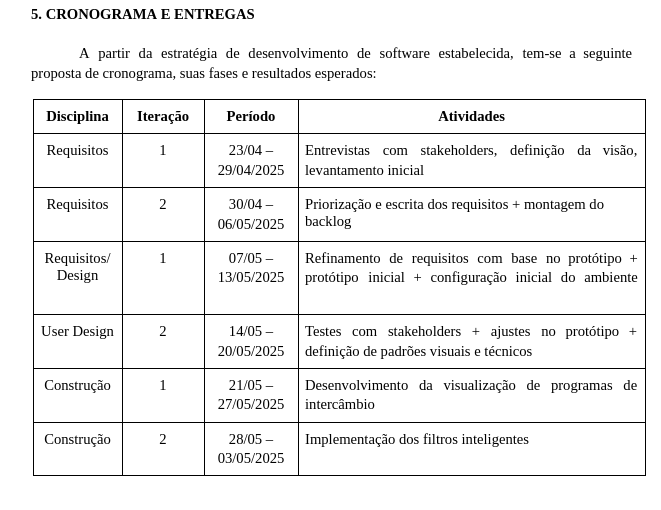 5. CRONOGRAMA E ENTREGAS
A partir da estratégia de desenvolvimento de software estabelecida, tem-se a seguinte
proposta de cronograma, suas fases e resultados esperados:
Disciplina Iteração Período Atividades
Requisitos 1 23/04 – Entrevistas com stakeholders, definição da visão,
29/04/2025 levantamento inicial
Requisitos 2 30/04 – Priorização e escrita dos requisitos + montagem do
06/05/2025 backlog
Requisitos/ 1 07/05 – Refinamento de requisitos com base no protótipo +
Design 13/05/2025 protótipo inicial + configuração inicial do ambiente
User Design 2 14/05 – Testes com stakeholders + ajustes no protótipo +
20/05/2025 definição de padrões visuais e técnicos
Construção 1 21/05 – Desenvolvimento da visualização de programas de
27/05/2025 intercâmbio
Construção 2 28/05 – Implementação dos filtros inteligentes
03/05/2025